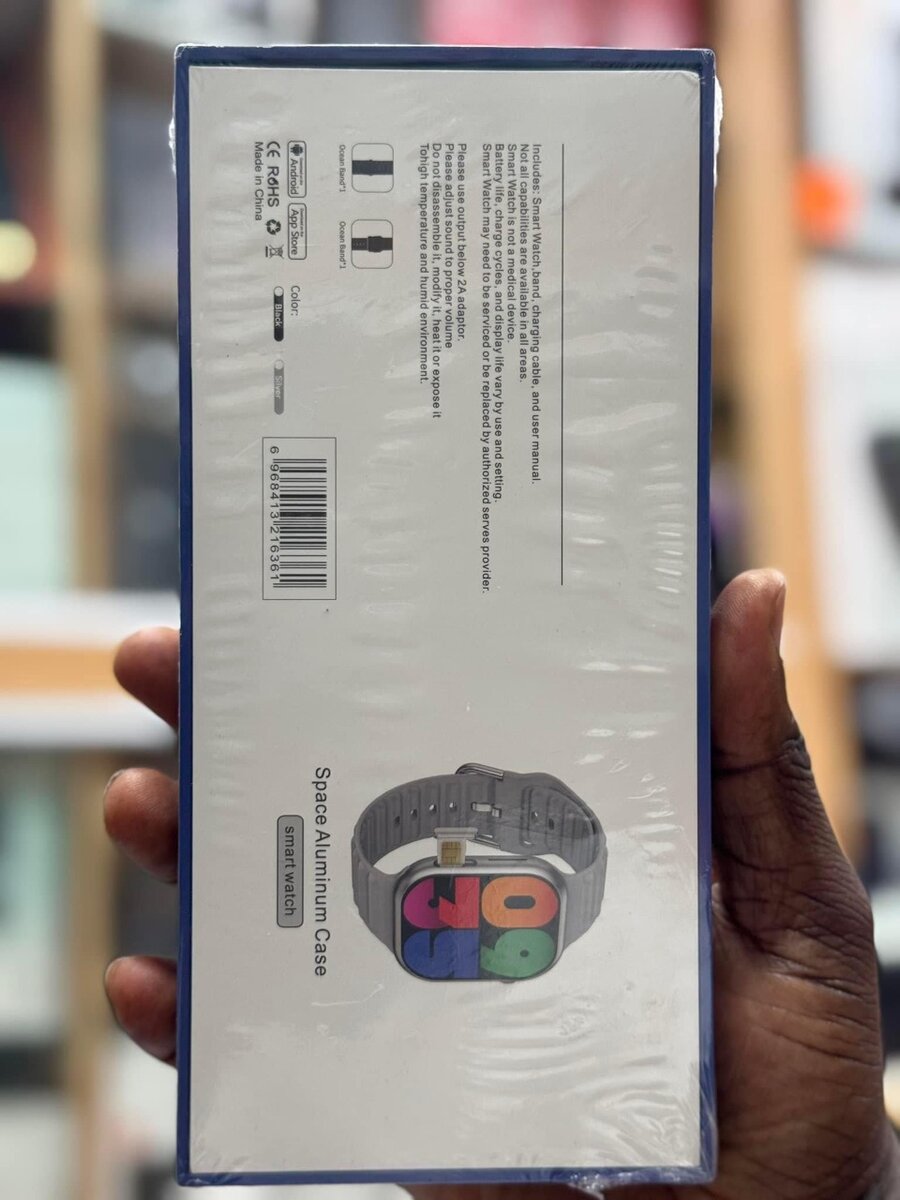 Includes: Smart Watch,band, charging cable, and user manual.
Not all capabilities are available in all areas.
Smart Watch is not a medical device.
Battery life, charge cycles, and display life vary by use and setting.
Smart Watch may need to be serviced or be replaced by authorized serves provider.
Please use output below 2A adaptor.
Please adjust sound to proper volume
Do not disassemble it, modify it, heat it or expose it
Tohigh temperature and humid environment.
Ocean Band*1
Ocean Band*1
Android
App Store
CE RoHS
Made in China
Color:
Black
Silver
6 968413 216361
09
25
Space Aluminum Case
smart watch